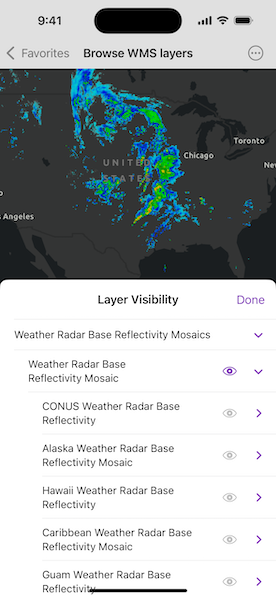 9:41
Favorites
Browse WMS layers
Toronto
Chicago
UNITED
STATES
Nev
s Angeles
Layer Visibility
Done
Weather Radar Base Reflectivity Mosaics
Weather Radar Base
Reflectivity Mosaic
CONUS Weather Radar Base
Reflectivity
Alaska Weather Radar Base
Reflectivity Mosaic
Hawaii Weather Radar Base
Reflectivity
Caribbean Weather Radar Base
Reflectivity Mosaic
Guam Weather Radar Base
Reflectivity